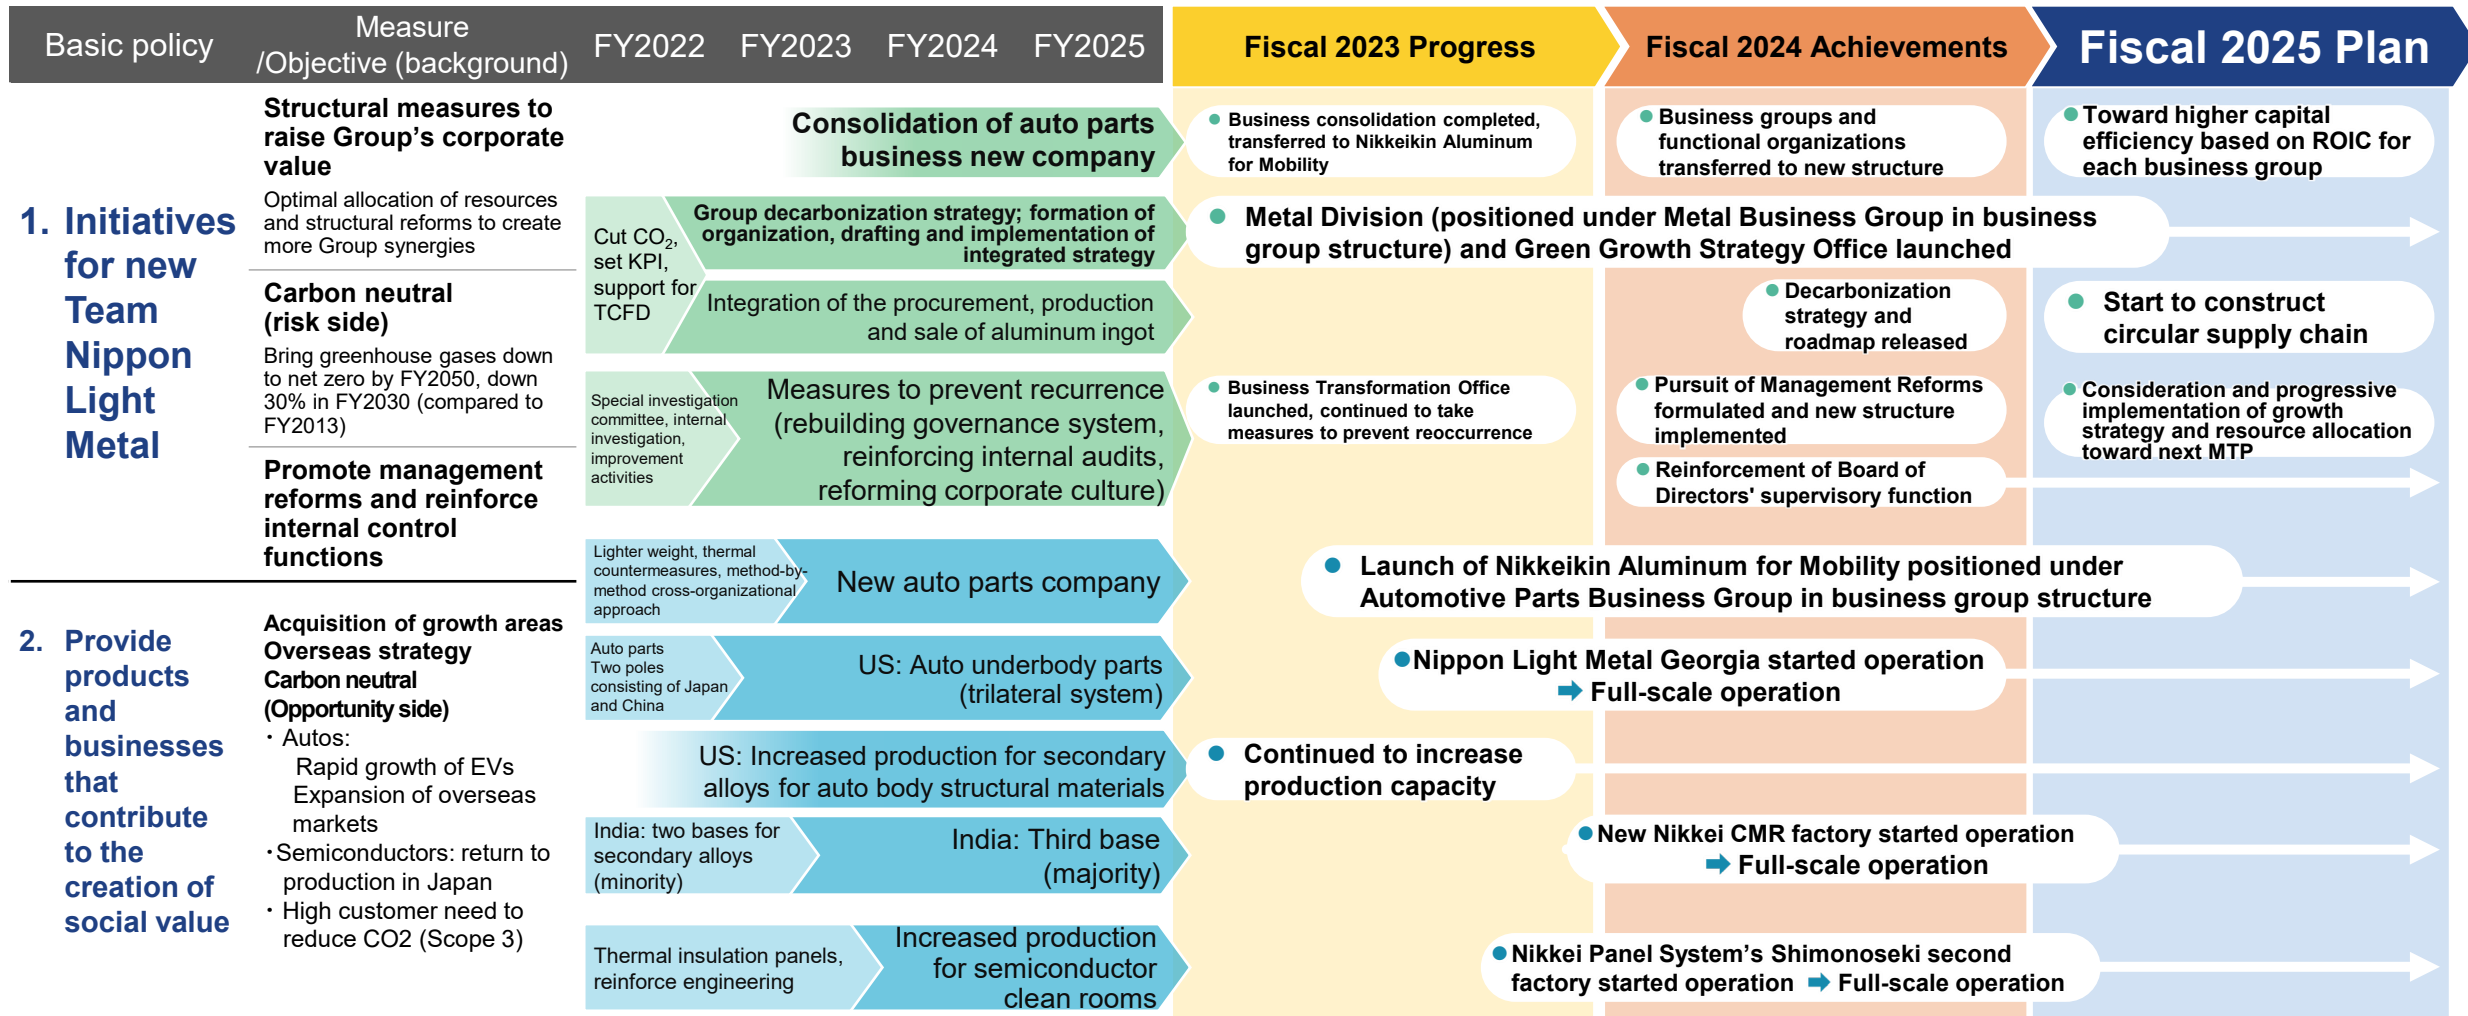 Basic policy
Measure
/Objective (background)
FY2022
FY2023
FY2024
FY2025
Fiscal 2023 Progress
Fiscal 2024 Achievements
Fiscal 2025 Plan
1. Initiatives
for new
Team
Nippon
Light
Metal
Structural measures to
raise Group's corporate
value
Optimal allocation of resources
and structural reforms to create
more Group synergies
Carbon neutral
(risk side)
Bring greenhouse gases down
to net zero by FY2050, down
30% in FY2030 (compared to
FY2013)
Promote management
reforms and reinforce
internal control
functions
Consolidation of auto parts
business new company
● Business consolidation completed,
transferred to Nikkeikin Aluminum
for Mobility
● Business groups and
functional organizations
transferred to new structure
● Toward higher capital
efficiency based on ROIC for
each business group
Cut CO₂,
set KPI,
support for
TCFD
Group decarbonization strategy; formation of
organization, drafting and implementation of
integrated strategy
● Metal Division (positioned under Metal Business Group in business
group structure) and Green Growth Strategy Office launched
Integration of the procurement, production
and sale of aluminum ingot
● Decarbonization
strategy and
roadmap released
● Start to construct
circular supply chain
Special investigation
committee, internal
investigation,
improvement
activities
Measures to prevent recurrence
(rebuilding governance system,
reinforcing internal audits,
reforming corporate culture)
● Business Transformation Office
launched, continued to take
measures to prevent reoccurrence
● Pursuit of Management Reforms
formulated and new structure
implemented
● Reinforcement of Board of
Directors' supervisory function
● Consideration and progressive
implementation of growth
strategy and resource allocation
toward next MTP
2. Provide
products
and
businesses
that
contribute
to the
creation of
social value
Acquisition of growth areas
Overseas strategy
Carbon neutral
(Opportunity side)
・ Autos:
Rapid growth of EVs
Expansion of overseas
markets
・Semiconductors: return to
production in Japan
・ High customer need to
reduce CO2 (Scope 3)
Lighter weight, thermal
countermeasures, method-by-
method cross-organizational
approach
New auto parts company
● Launch of Nikkeikin Aluminum for Mobility positioned under
Automotive Parts Business Group in business group structure
Auto parts
Two poles
consisting of Japan
and China
US: Auto underbody parts
(trilateral system)
●Nippon Light Metal Georgia started operation
➡ Full-scale operation
US: Increased production for secondary
alloys for auto body structural materials
● Continued to increase
production capacity
India: two bases for
secondary alloys
(minority)
India: Third base
(majority)
●New Nikkei CMR factory started operation
➡ Full-scale operation
Thermal insulation panels,
reinforce engineering
Increased production
for semiconductor
clean rooms
●Nikkei Panel System's Shimonoseki second
factory started operation ➡ Full-scale operation